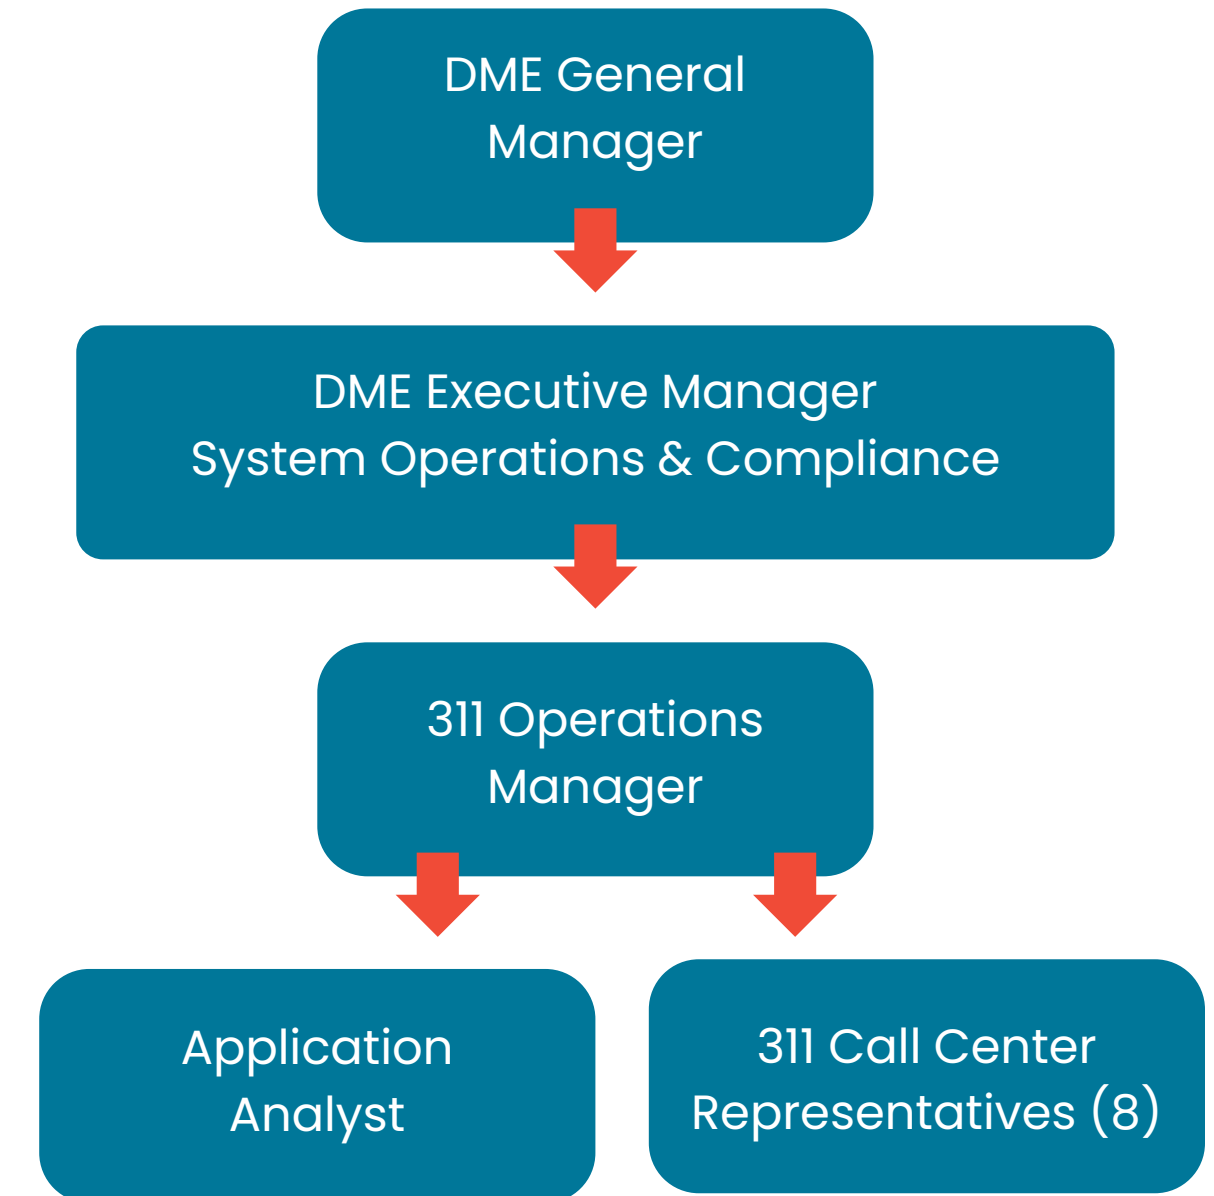 DME General
Manager
DME Executive Manager
System Operations & Compliance
311 Operations
Manager
Application
Analyst
311 Call Center
Representatives (8)